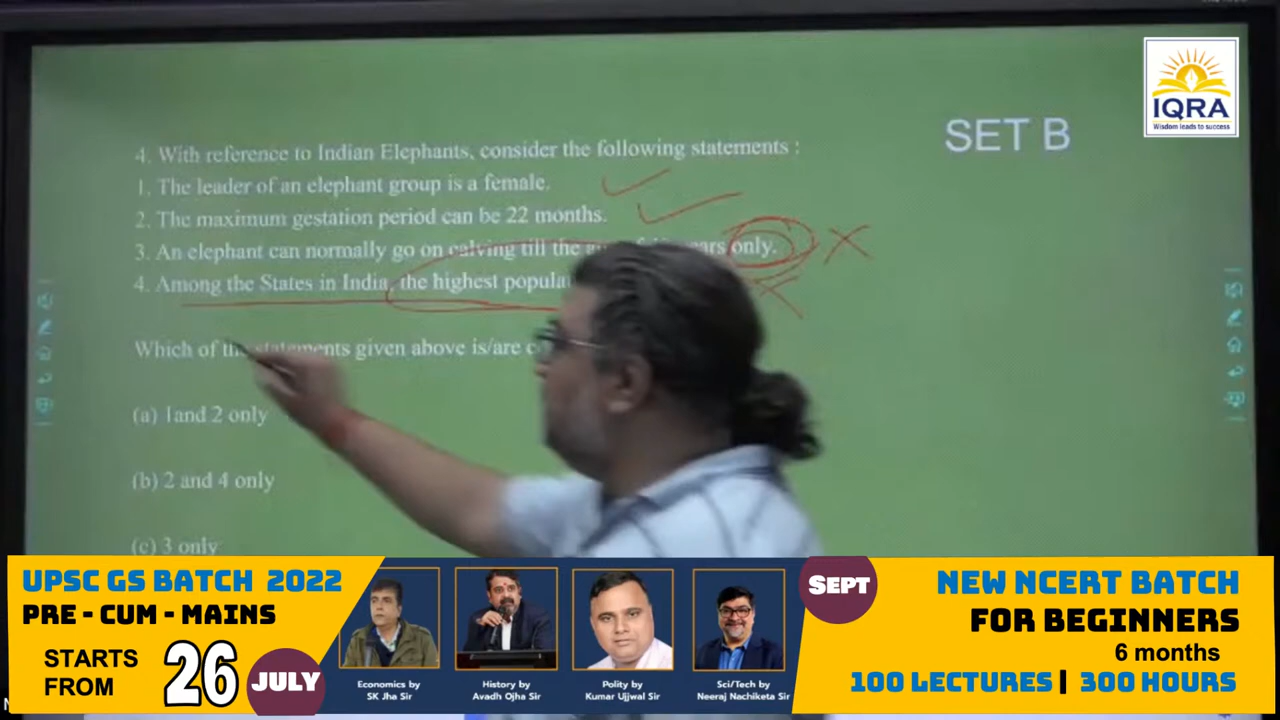 IQRA
Wisdom leads to success
SET B
4. With reference to Indian Elephants, consider the following statements :
1. The leader of an elephant group is a female.
2. The maximum gestation period can be 22 months.
3. An elephant can normally go on calving till the only.
4. Among the States in India, the highest
Which of the statements given above is/are
(a) 1and 2 only
(b) 2 and 4 only
(c) 3 only
UPSC GS BATCH 2022
PRE - CUM - MAINS
STARTS FROM 26 JULY
Economics by
SK Jha Sir
History by
Avadh Ojha Sir
Polity by
Kumar Ujjwal Sir
Sci/Tech by
Neeraj Nachiketa Sir
SEPT
NEW NCERT BATCH
FOR BEGINNERS
6 months
100 LECTURES | 300 HOURS